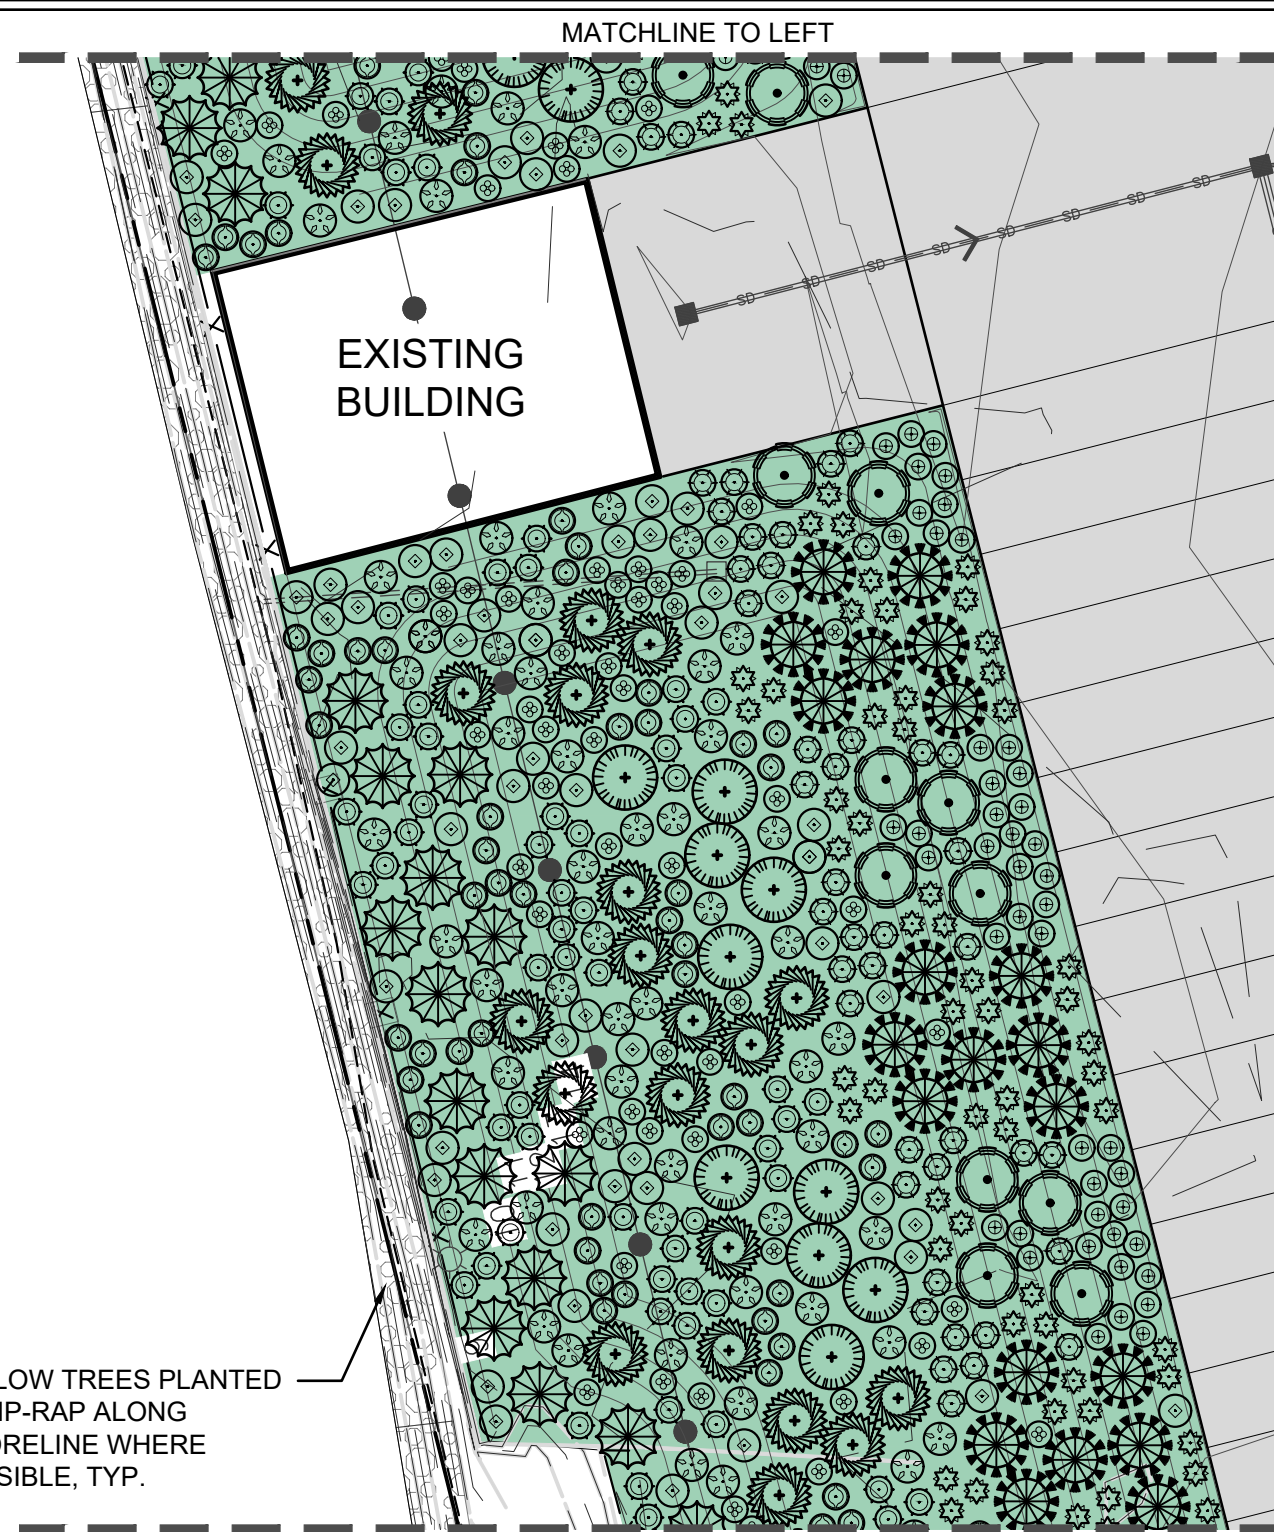 MATCHLINE TO LEFT
SD SD SD SD SD SD SD SD
EXISTING
BUILDING
LOW TREES PLANTED
IP-RAP ALONG
ORELINE WHERE
SIBLE, TYP.